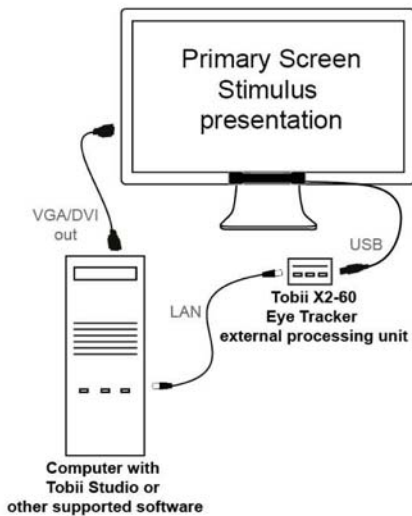 Primary Screen
Stimulus
presentation
VGA/DVI
out
USB
LAN
Tobii X2-60
Eye Tracker
external processing unit
Computer with
Tobii Studio or
other supported software